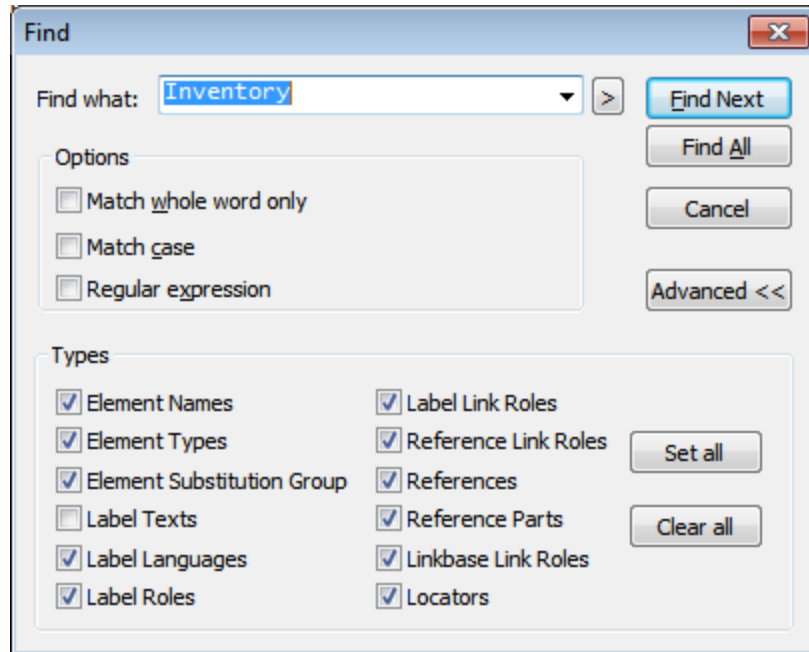 Find
Find what: Inventory > Find Next
Find All
Options
Match whole word only
Cancel
Match case
Regular expression
Advanced <<
Types
Element Names Label Link Roles
Element Types Reference Link Roles
Set all
Element Substitution Group References
Label Texts Reference Parts
Clear all
Label Languages Linkbase Link Roles
Label Roles Locators